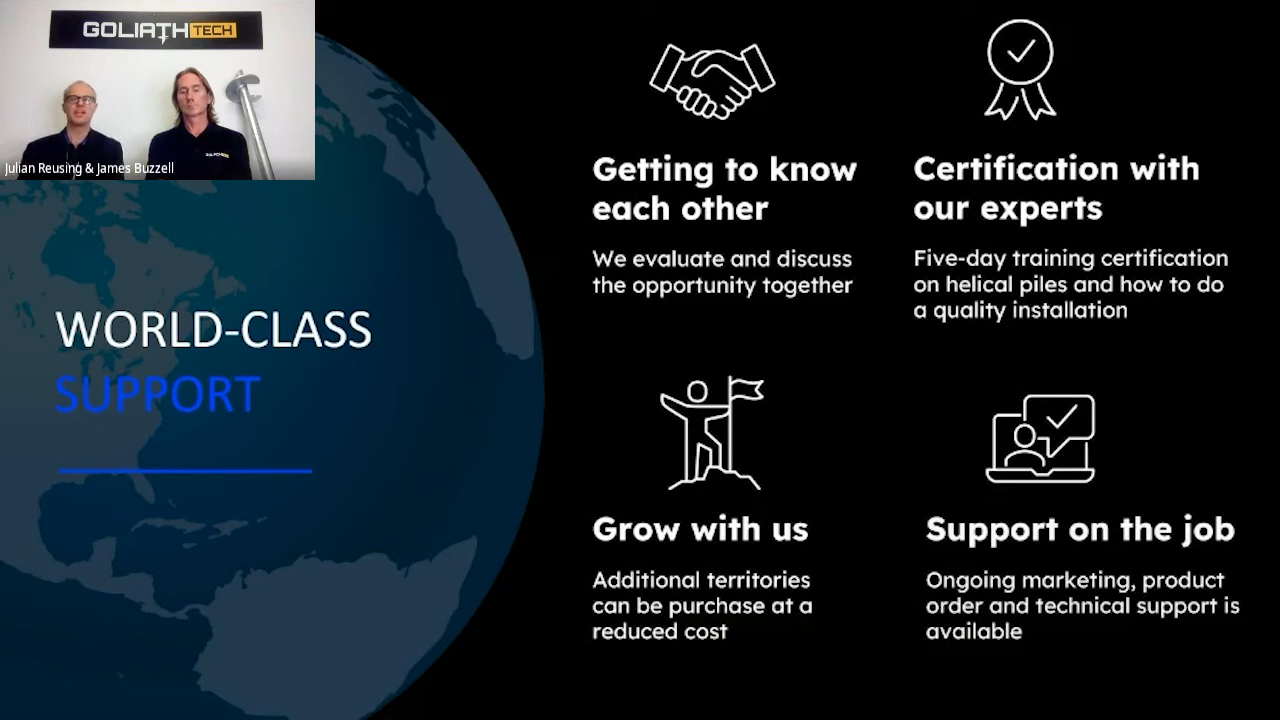 GOLIATH TECH
Julian Reusing & James Buzzell
WORLD-CLASS
SUPPORT
Getting to know
each other
We evaluate and discuss
the opportunity together
Certification with
our experts
Five-day training certification
on helical piles and how to do
a quality installation
Grow with us
Additional territories
can be purchase at a
reduced cost
Support on the job
Ongoing marketing, product
order and technical support is
available